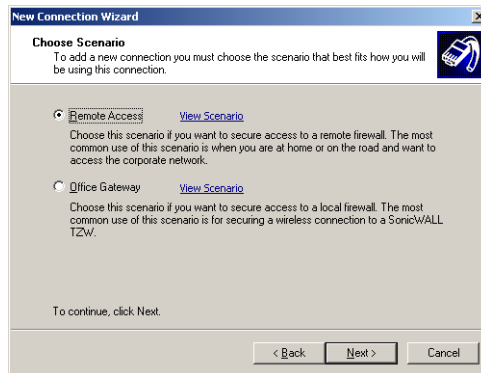 New Connection Wizard
Choose Scenario
To add a new connection you must choose the scenario that best fits how you will
be using this connection.
Remote Access
View Scenario
Choose this scenario if you want to secure access to a remote firewall. The most
common use of this scenario is when you are at home or on the road and want to
access the corporate network.
Office Gateway
View Scenario
Choose this scenario if you want to secure access to a local firewall. The most
common use of this scenario is for securing a wireless connection to a SonicWALL
TZW.
To continue, click Next.
< Back
Next >
Cancel